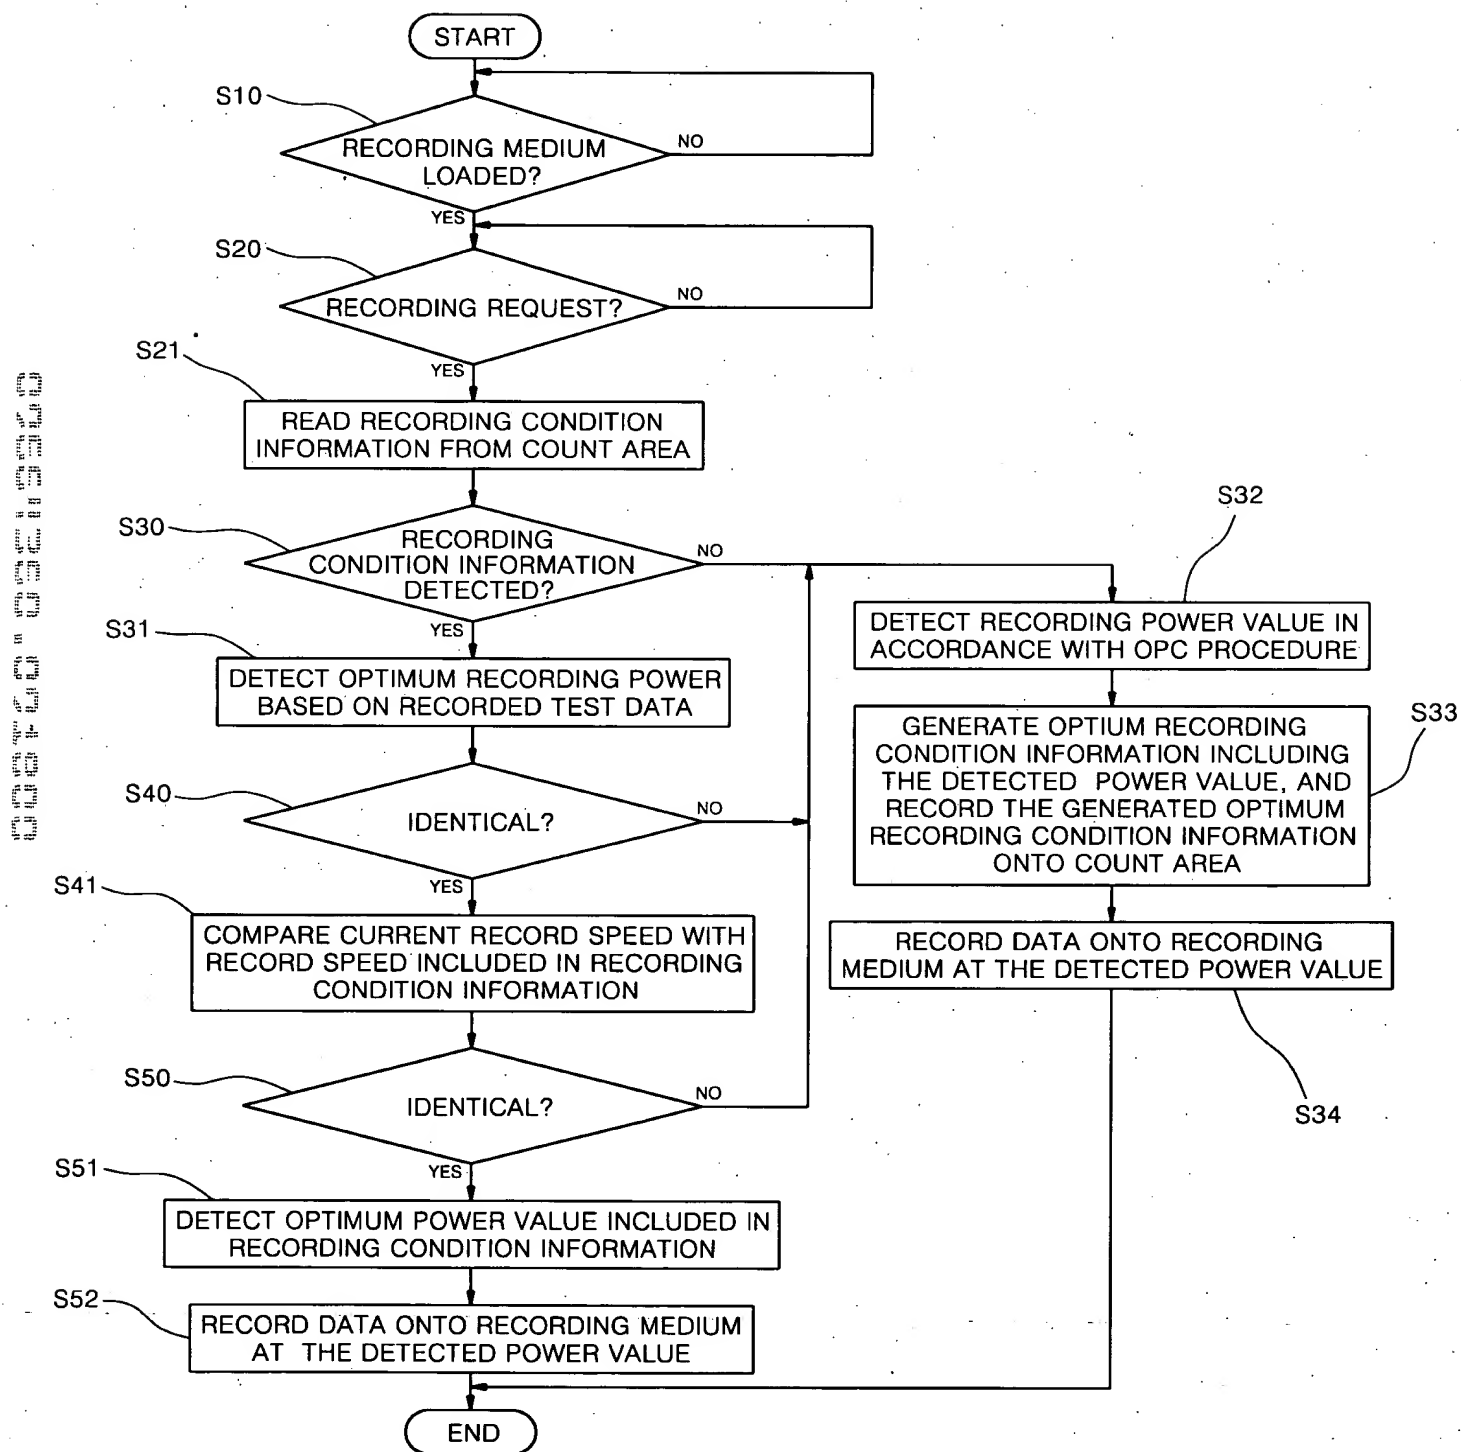 START
S10
RECORDING MEDIUM
LOADED?
NO
YES
S20
RECORDING REQUEST?
NO
YES
S21
READ RECORDING CONDITION
INFORMATION FROM COUNT AREA
S30
RECORDING
CONDITION INFORMATION
DETECTED?
NO
YES
S31
DETECT OPTIMUM RECORDING POWER
BASED ON RECORDED TEST DATA
S40
IDENTICAL?
NO
YES
S41
COMPARE CURRENT RECORD SPEED WITH
RECORD SPEED INCLUDED IN RECORDING
CONDITION INFORMATION
S50
IDENTICAL?
NO
YES
S51
DETECT OPTIMUM POWER VALUE INCLUDED IN
RECORDING CONDITION INFORMATION
S52
RECORD DATA ONTO RECORDING MEDIUM
AT THE DETECTED POWER VALUE
S32
DETECT RECORDING POWER VALUE IN
ACCORDANCE WITH OPC PROCEDURE
S33
GENERATE OPTIUM RECORDING
CONDITION INFORMATION INCLUDING
THE DETECTED POWER VALUE, AND
RECORD THE GENERATED OPTIMUM
RECORDING CONDITION INFORMATION
ONTO COUNT AREA
RECORD DATA ONTO RECORDING
MEDIUM AT THE DETECTED POWER VALUE
S34
END